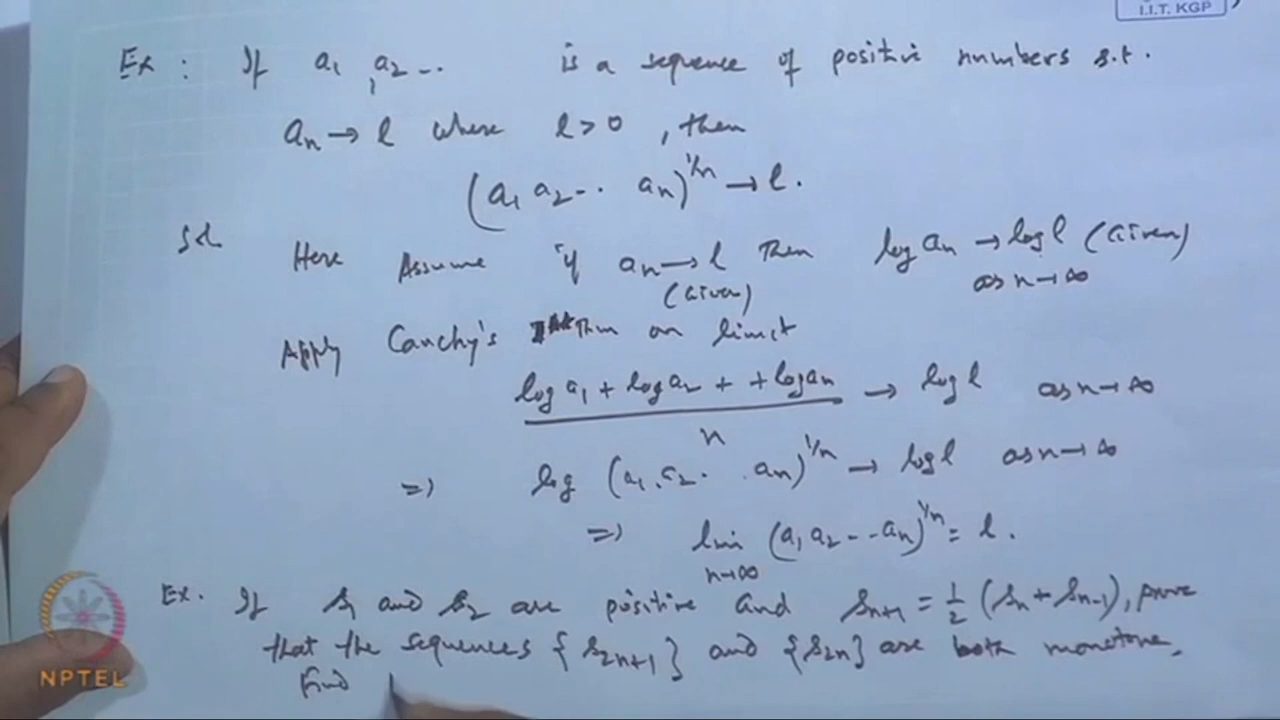 I.I.T. KGP
Ex : If a₁, a₂ -.. is a sequence of positive numbers s.t.
aₙ → l where l > 0 , then
(a₁ a₂ -.. aₙ)^{1/n} → l .
Sol Here Assume if aₙ → l Then log aₙ → log l (Given)
(Given) as n → ∞
Apply Cauchy's Thm on limit
(log a₁ + log a₂ + + log aₙ) / n → log l as n → ∞
=) log (a₁ . a₂ . . aₙ)^{1/n} → log l as n → ∞
=) lim_{n→∞} (a₁ a₂ -- aₙ)^{1/n} = l .
Ex. If s₁ and s₂ are positive and sₙ₊₁ = 1/2 (sₙ + sₙ₋₁), prove
that the sequences {s₂ₙ₊₁} and {s₂ₙ} are both monotone.
Find
NPTEL